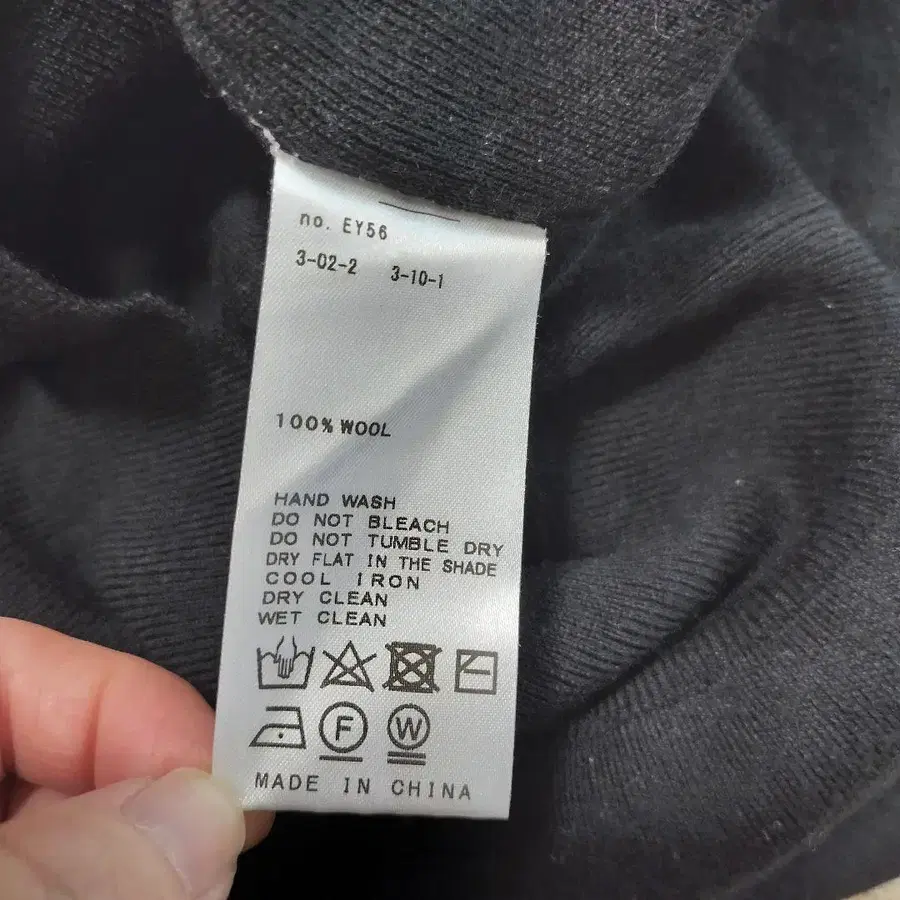 no. EY56
3-02-2 3-10-1
100% WOOL
HAND WASH
DO NOT BLEACH
DO NOT TUMBLE DRY
DRY FLAT IN THE SHADE
COOL IRON
DRY CLEAN
WET CLEAN
F W
MADE IN CHINA